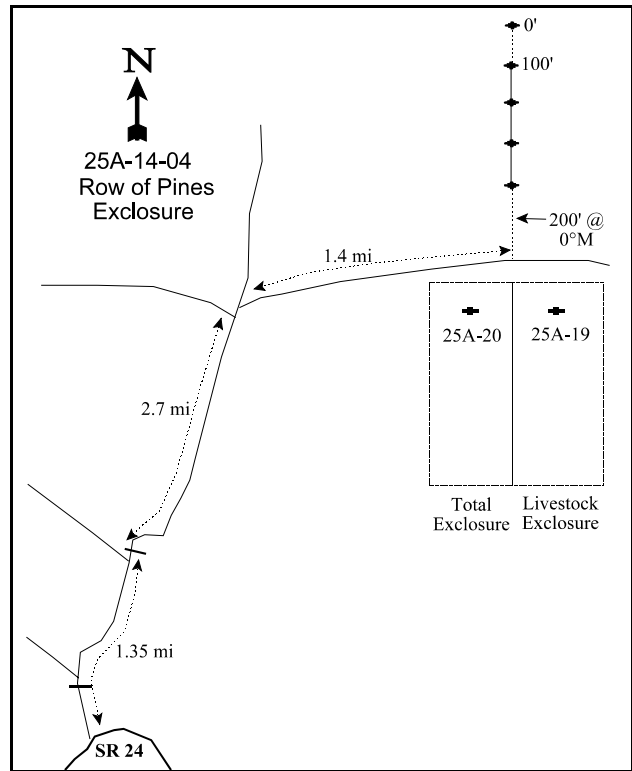 N
25A-14-04
Row of Pines
Exclosure
0'
100'
200' @
0°M
1.4 mi
25A-20
25A-19
2.7 mi
Total
Exclosure
Livestock
Exclosure
1.35 mi
SR 24